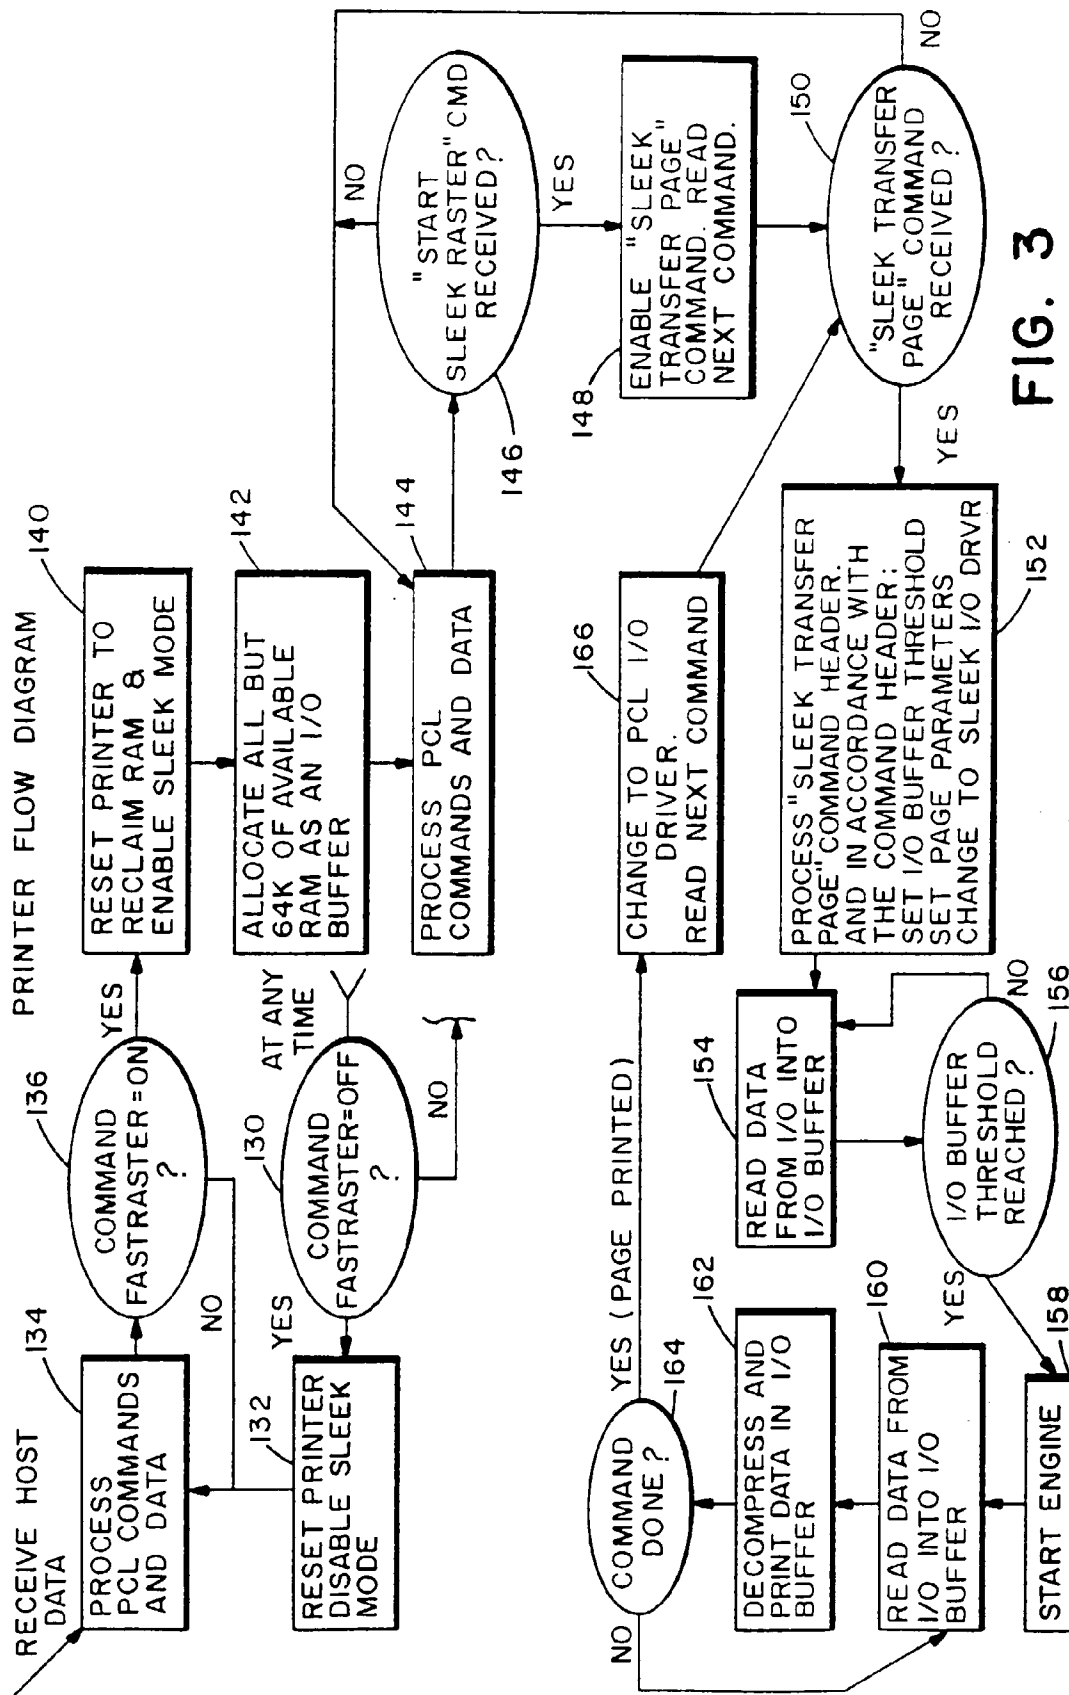 PRINTER FLOW DIAGRAM
RECEIVE HOST
DATA
134
PROCESS
PCL COMMANDS
AND DATA
136
COMMAND
FASTRASTER=ON
?
YES
NO
140
RESET PRINTER TO
RECLAIM RAM &
ENABLE SLEEK MODE
142
ALLOCATE ALL BUT
64K OF AVAILABLE
RAM AS AN I/O
BUFFER
144
PROCESS PCL
COMMANDS AND DATA
AT ANY
TIME
130
COMMAND
FASTRASTER=OFF
?
YES
NO
132
RESET PRINTER
DISABLE SLEEK
MODE
146
"START
SLEEK RASTER" CMD
RECEIVED?
NO
YES
148
ENABLE "SLEEK
TRANSFER PAGE"
COMMAND. READ
NEXT COMMAND.
150
"SLEEK TRANSFER
PAGE" COMMAND
RECEIVED?
NO
YES
152
PROCESS "SLEEK TRANSFER
PAGE" COMMAND HEADER.
AND IN ACCORDANCE WITH
THE COMMAND HEADER:
SET I/O BUFFER THRESHOLD
SET PAGE PARAMETERS
CHANGE TO SLEEK I/O DRVR
154
READ DATA
FROM I/O INTO
I/O BUFFER
156
I/O BUFFER
THRESHOLD
REACHED?
NO
YES
158
START ENGINE
160
READ DATA FROM
I/O INTO I/O
BUFFER
162
DECOMPRESS AND
PRINT DATA IN I/O
BUFFER
164
COMMAND
DONE?
NO
YES (PAGE PRINTED)
166
CHANGE TO PCL I/O
DRIVER.
READ NEXT COMMAND
FIG. 3